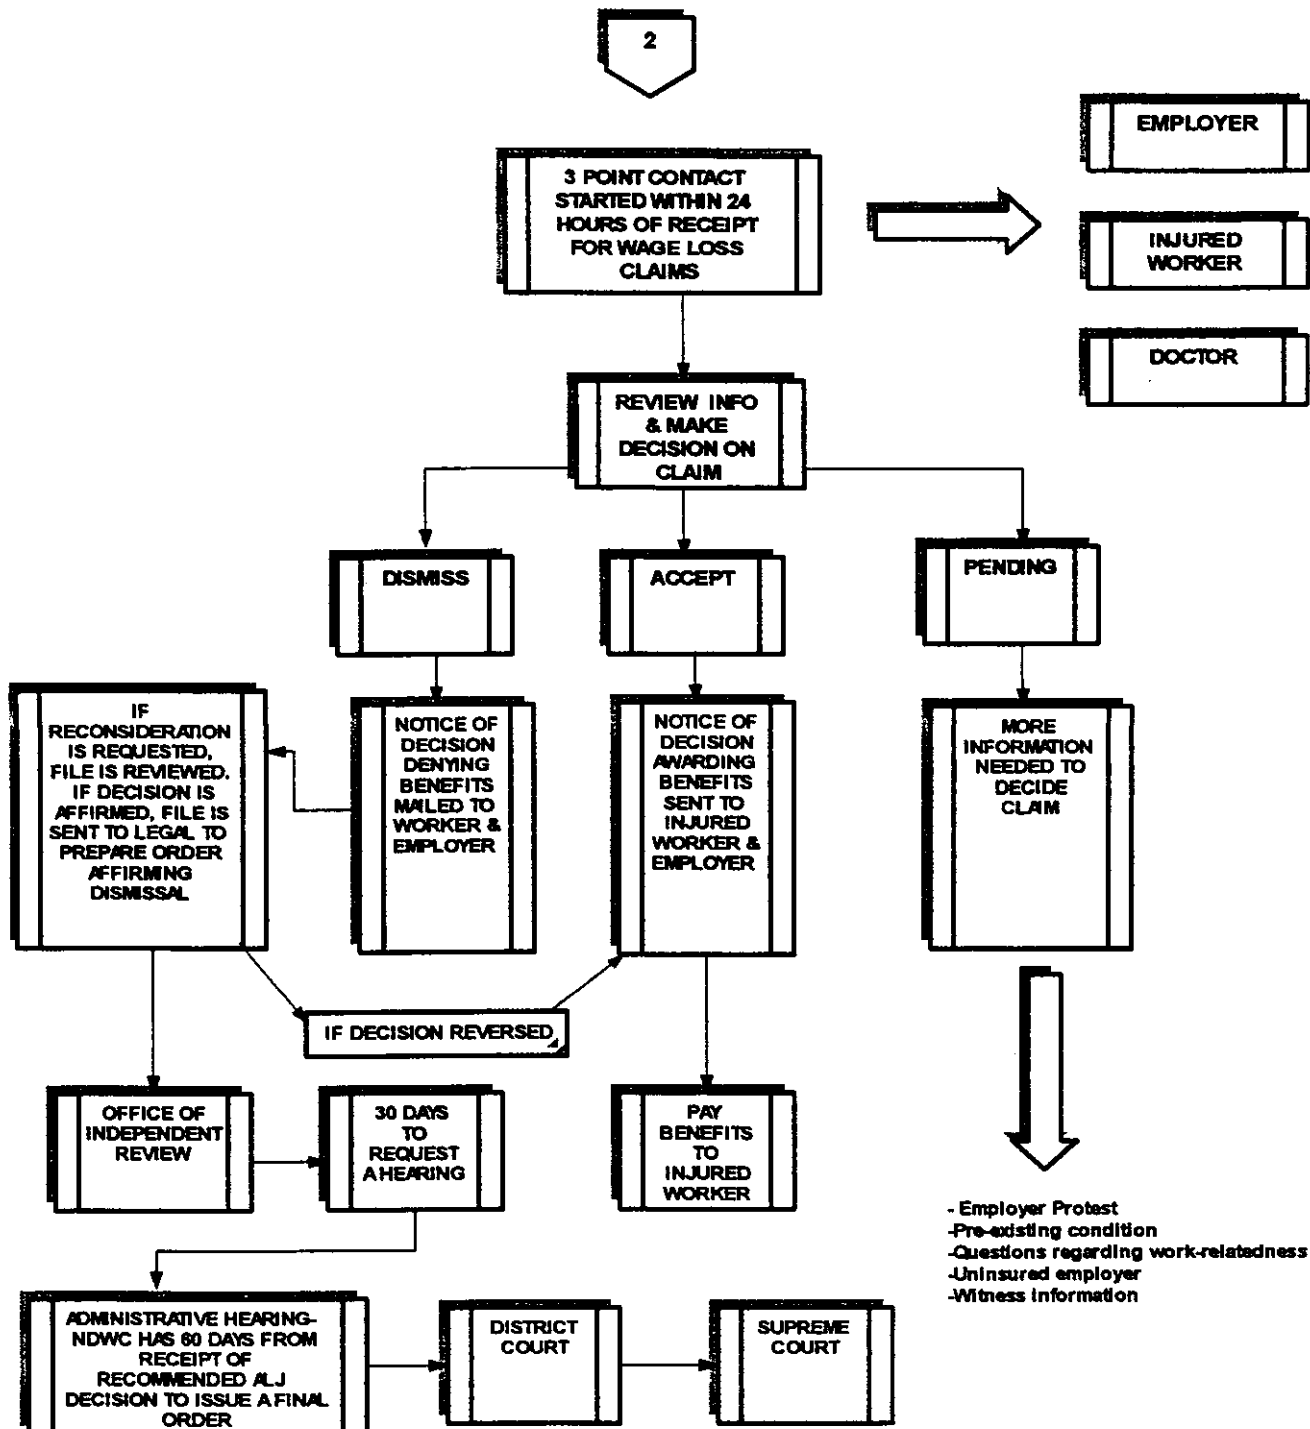 2
3 POINT CONTACT
STARTED WITHIN 24
HOURS OF RECEIPT
FOR WAGE LOSS
CLAIMS
EMPLOYER
INJURED
WORKER
DOCTOR
REVIEW INFO
& MAKE
DECISION ON
CLAIM
DISMISS
ACCEPT
PENDING
IF
RECONSIDERATION
IS REQUESTED,
FILE IS REVIEWED.
IF DECISION IS
AFFIRMED, FILE IS
SENT TO LEGAL TO
PREPARE ORDER
AFFIRMING
DISMISSAL
NOTICE OF
DECISION
DENYING
BENEFITS
MAILED TO
WORKER &
EMPLOYER
NOTICE OF
DECISION
AWARDING
BENEFITS
SENT TO
INJURED
WORKER &
EMPLOYER
MORE
INFORMATION
NEEDED TO
DECIDE
CLAIM
IF DECISION REVERSED
OFFICE OF
INDEPENDENT
REVIEW
30 DAYS
TO
REQUEST
A HEARING
PAY
BENEFITS
TO
INJURED
WORKER
- Employer Protest
-Pre-existing condition
-Questions regarding work-relatedness
-Uninsured employer
-Witness information
ADMINISTRATIVE HEARING-
NDWC HAS 60 DAYS FROM
RECEIPT OF
RECOMMENDED ALJ
DECISION TO ISSUE A FINAL
ORDER
DISTRICT
COURT
SUPREME
COURT